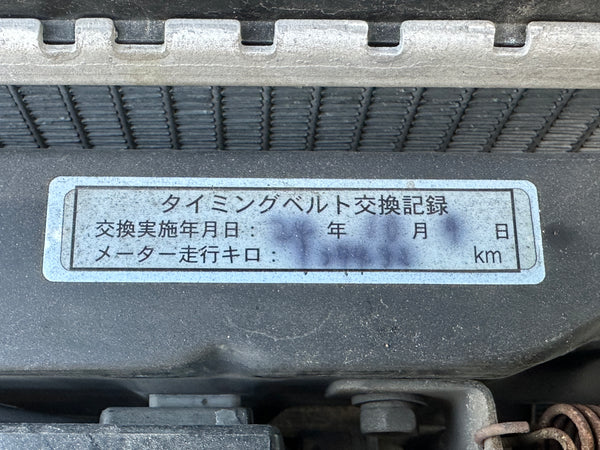 タイミングベルト交換記録
交換実施年月日： 年 月 日
メーター走行キロ： km